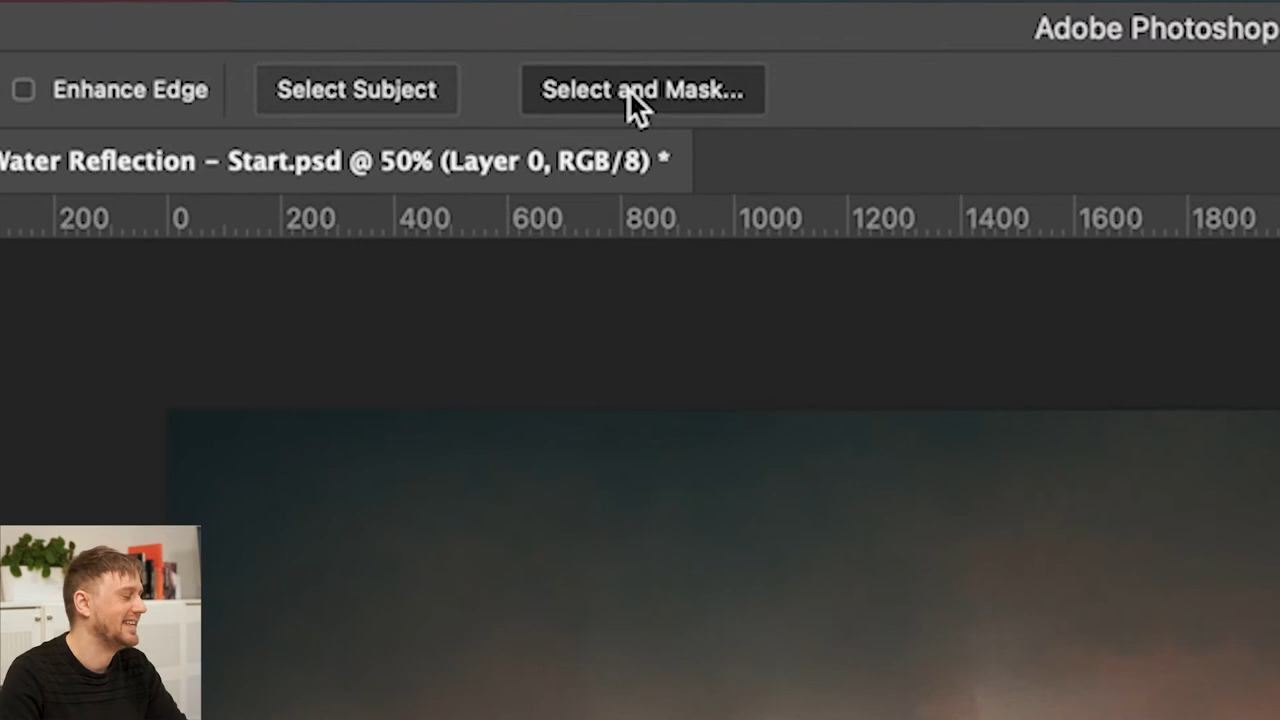 Adobe Photoshop
Enhance Edge Select Subject Select and Mask...
Water Reflection – Start.psd @ 50% (Layer 0, RGB/8) *
200 0 200 400 600 800 1000 1200 1400 1600 1800